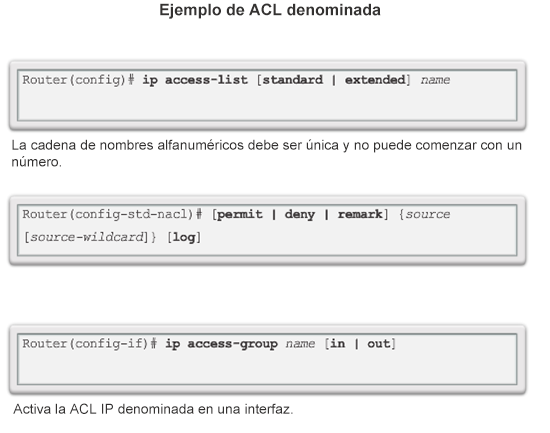 Ejemplo de ACL denominada
Router(config)# ip access-list [standard | extended] name
La cadena de nombres alfanuméricos debe ser única y no puede comenzar con un
número.
Router(config-std-nacl)# [permit | deny | remark] {source
[source-wildcard]} [log]
Router(config-if)# ip access-group name [in | out]
Activa la ACL IP denominada en una interfaz.